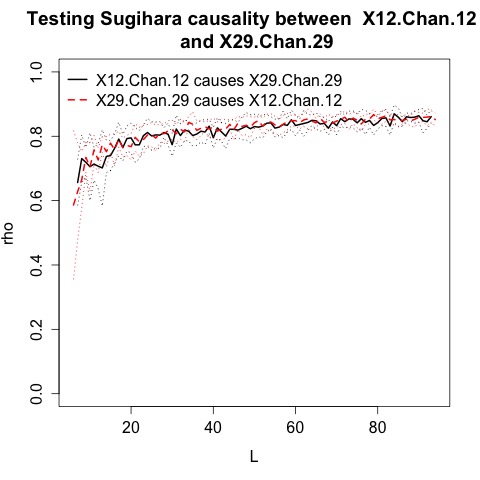 Testing Sugihara causality between  X12.Chan.12
and X29.Chan.29
X12.Chan.12 causes X29.Chan.29
X29.Chan.29 causes X12.Chan.12
1.0
0.8
0.6
0.4
0.2
0.0
rho
20 40 60 80
L